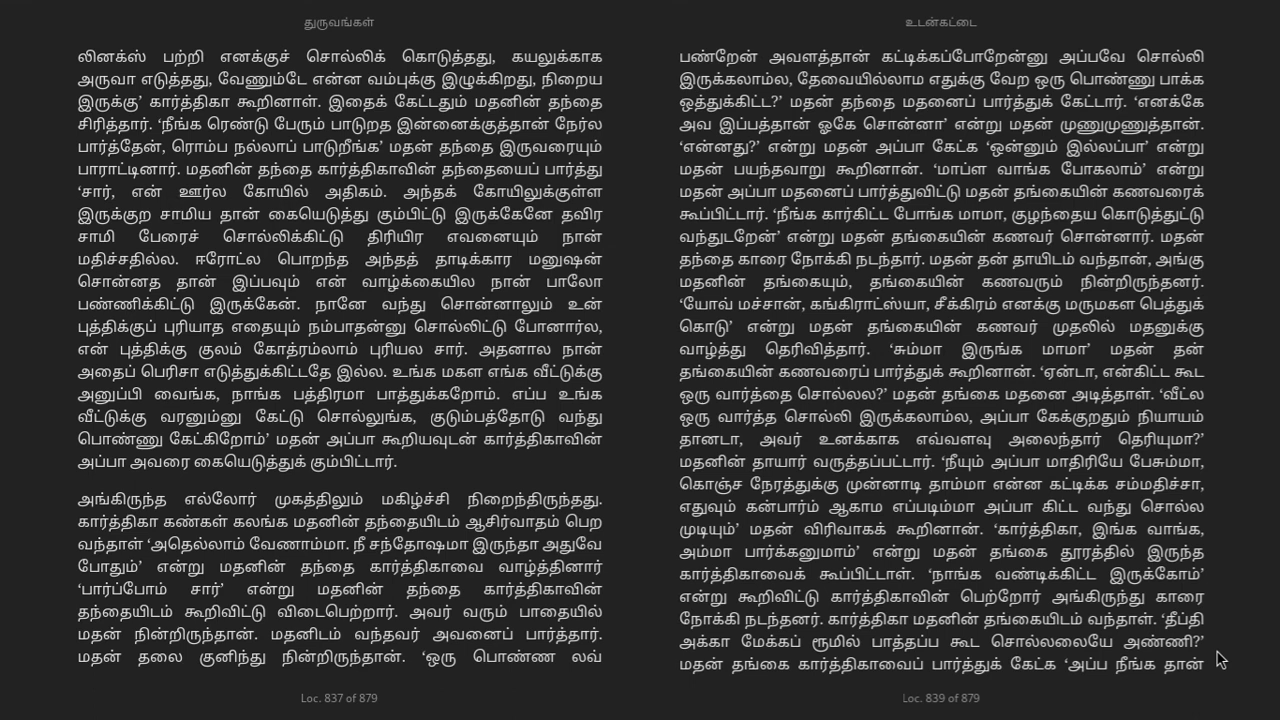 துருவங்கள்
லினக்ஸ் பற்றி எனக்குச் சொல்லிக் கொடுத்தது, கயலுக்காக
அருவா எடுத்தது, வேணும்டே என்ன வம்புக்கு இழுக்கிறது, நிறைய
இருக்கு’ கார்த்திகா கூறினாள். இதைக் கேட்டதும் மதனின் தந்தை
சிரித்தார். ‘நீங்க ரெண்டு பேரும் பாடுறத இன்னைக்குத்தான் நேர்ல
பார்த்தேன், ரொம்ப நல்லாப் பாடுறீங்க’ மதன் தந்தை இருவரையும்
பாராட்டினார். மதனின் தந்தை கார்த்திகாவின் தந்தையைப் பார்த்து
‘சார், என் ஊர்ல கோயில் அதிகம். அந்தக் கோயிலுக்குள்ள
இருக்குற சாமிய தான் கையெடுத்து கும்பிட்டு இருக்கேனே தவிர
சாமி பேரைச் சொல்லிக்கிட்டு திரியிர எவனையும் நான்
மதிச்சதில்ல. ஈரோட்ல பொறந்த அந்தத் தாடிக்கார மனுஷன்
சொன்னத தான் இப்பவும் என் வாழ்க்கையில நான் பாலோ
பண்ணிக்கிட்டு இருக்கேன். நானே வந்து சொன்னாலும் உன்
புத்திக்குப் புரியாத எதையும் நம்பாதன்னு சொல்லிட்டு போனார்ல,
என் புத்திக்கு குலம் கோத்ரம்லாம் புரியல சார். அதனால நான்
அதைப் பெரிசா எடுத்துக்கிட்டதே இல்ல. உங்க மகள எங்க வீட்டுக்கு
அனுப்பி வைங்க, நாங்க பத்திரமா பாத்துக்கறோம். எப்ப உங்க
வீட்டுக்கு வரனும்னு கேட்டு சொல்லுங்க, குடும்பத்தோடு வந்து
பொண்ணு கேட்கிறோம்’ மதன் அப்பா கூறியவுடன் கார்த்திகாவின்
அப்பா அவரை கையெடுத்துக் கும்பிட்டார்.
அங்கிருந்த எல்லோர் முகத்திலும் மகிழ்ச்சி நிறைந்திருந்தது.
கார்த்திகா கண்கள் கலங்க மதனின் தந்தையிடம் ஆசிர்வாதம் பெற
வந்தாள் ‘அதெல்லாம் வேணாம்மா. நீ சந்தோஷமா இருந்தா அதுவே
போதும்’ என்று மதனின் தந்தை கார்த்திகாவை வாழ்த்தினார்
‘பார்ப்போம் சார்’ என்று மதனின் தந்தை கார்த்திகாவின்
தந்தையிடம் கூறிவிட்டு விடைபெற்றார். அவர் வரும் பாதையில்
மதன் நின்றிருந்தான். மதனிடம் வந்தவர் அவனைப் பார்த்தார்.
மதன் தலை குனிந்து நின்றிருந்தான். ‘ஒரு பொண்ண லவ்
Loc. 837 of 879
உடன்கட்டை
பண்றேன் அவளத்தான் கட்டிக்கப்போறேன்னு அப்பவே சொல்லி
இருக்கலாம்ல, தேவையில்லாம எதுக்கு வேற ஒரு பொண்ணு பாக்க
ஒத்துக்கிட்ட?’ மதன் தந்தை மதனைப் பார்த்துக் கேட்டார். ‘எனக்கே
அவ இப்பத்தான் ஓகே சொன்னா’ என்று மதன் முணுமுணுத்தான்.
‘என்னது?’ என்று மதன் அப்பா கேட்க ‘ஒன்னும் இல்லப்பா’ என்று
மதன் பயந்தவாறு கூறினான். ‘மாப்ள வாங்க போகலாம்’ என்று
மதன் அப்பா மதனைப் பார்த்துவிட்டு மதன் தங்கையின் கணவரைக்
கூப்பிட்டார். ‘நீங்க கார்கிட்ட போங்க மாமா, குழந்தைய கொடுத்துட்டு
வந்துடறேன்’ என்று மதன் தங்கையின் கணவர் சொன்னார். மதன்
தந்தை காரை நோக்கி நடந்தார். மதன் தன் தாயிடம் வந்தான், அங்கு
மதனின் தங்கையும், தங்கையின் கணவரும் நின்றிருந்தனர்.
‘யோவ் மச்சான், கங்கிராட்ஸ்யா, சீக்கிரம் எனக்கு மருமகள பெத்துக்
கொடு’ என்று மதன் தங்கையின் கணவர் முதலில் மதனுக்கு
வாழ்த்து தெரிவித்தார். ‘சும்மா இருங்க மாமா’ மதன் தன்
தங்கையின் கணவரைப் பார்த்துக் கூறினான். ‘ஏன்டா, என்கிட்ட கூட
ஒரு வார்த்தை சொல்லல?’ மதன் தங்கை மதனை அடித்தாள். ‘வீட்ல
ஒரு வார்த்த சொல்லி இருக்கலாம்ல, அப்பா கேக்குறதும் நியாயம்
தானடா, அவர் உனக்காக எவ்வளவு அலைந்தார் தெரியுமா?’
மதனின் தாயார் வருத்தப்பட்டார். ‘நீயும் அப்பா மாதிரியே பேசும்மா,
கொஞ்ச நேரத்துக்கு முன்னாடி தாம்மா என்ன கட்டிக்க சம்மதிச்சா,
எதுவும் கன்பார்ம் ஆகாம எப்படிம்மா அப்பா கிட்ட வந்து சொல்ல
முடியும்’ மதன் விரிவாகக் கூறினான். ‘கார்த்திகா, இங்க வாங்க,
அம்மா பார்க்கனுமாம்’ என்று மதன் தங்கை தூரத்தில் இருந்த
கார்த்திகாவைக் கூப்பிட்டாள். ‘நாங்க வண்டிக்கிட்ட இருக்கோம்’
என்று கூறிவிட்டு கார்த்திகாவின் பெற்றோர் அங்கிருந்து காரை
நோக்கி நடந்தனர். கார்த்திகா மதனின் தங்கையிடம் வந்தாள். ‘தீப்தி
அக்கா மேக்கப் ரூமில் பாத்தப்ப கூட சொல்லலையே அண்ணி?’
மதன் தங்கை கார்த்திகாவைப் பார்த்துக் கேட்க ‘அப்ப நீங்க தான்
Loc. 839 of 879